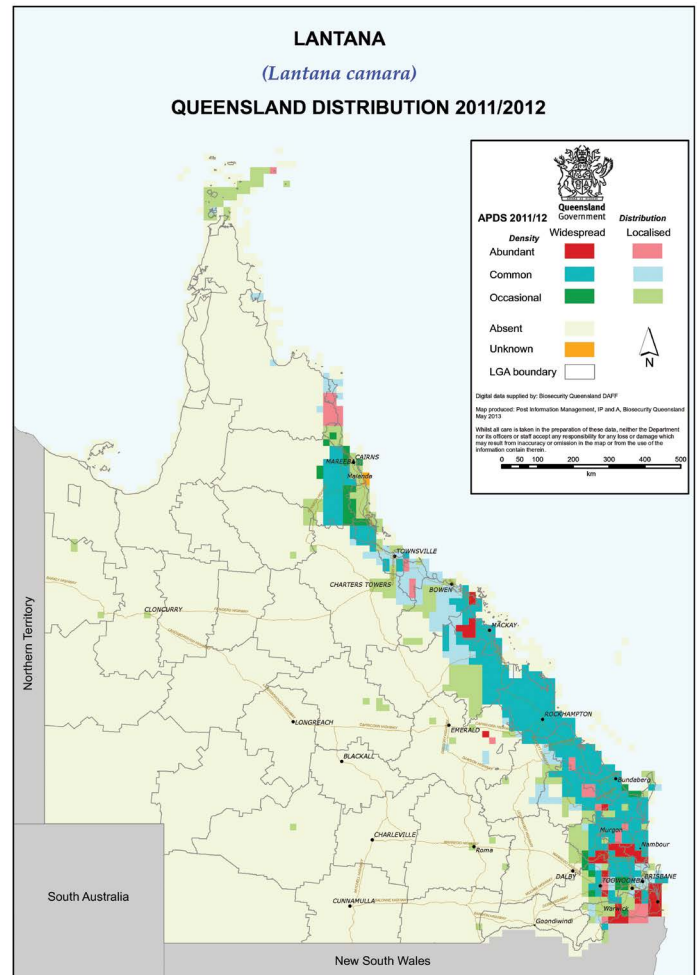 LANTANA
(Lantana camara)
QUEENSLAND DISTRIBUTION 2011/2012
Queensland
Government
APDS 2011/12
Distribution
Density
Widespread
Localised
Abundant
Common
Occasional
Absent
Unknown
N
LGA boundary
Digital data supplied by: Biosecurity Queensland DAFF
Map produced: Pest Information Management, IP and A, Biosecurity Queensland
May 2013
Whilst all care is taken in the preparation of these data, neither the Department
nor its officers or staff accept any responsibility for any loss or damage which
may result from inaccuracy or omission in the map or from the use of the
information contain therein.
0 50 100 200 300 400 500
km
CAIRNS
MAREEBA
Malanda
TOWNSVILLE
CHARTERS TOWERS
BOWEN
CLONCURRY
MACKAY
Northern Territory
LONGREACH
ROCKHAMPTON
EMERALD
BLACKALL
Bundaberg
Murgon
CHARLEVILLE
Nambour
Roma
DALBY
TOOWOOMBA
BRISBANE
South Australia
CUNNAMULLA
Warwick
Goondiwindi
New South Wales